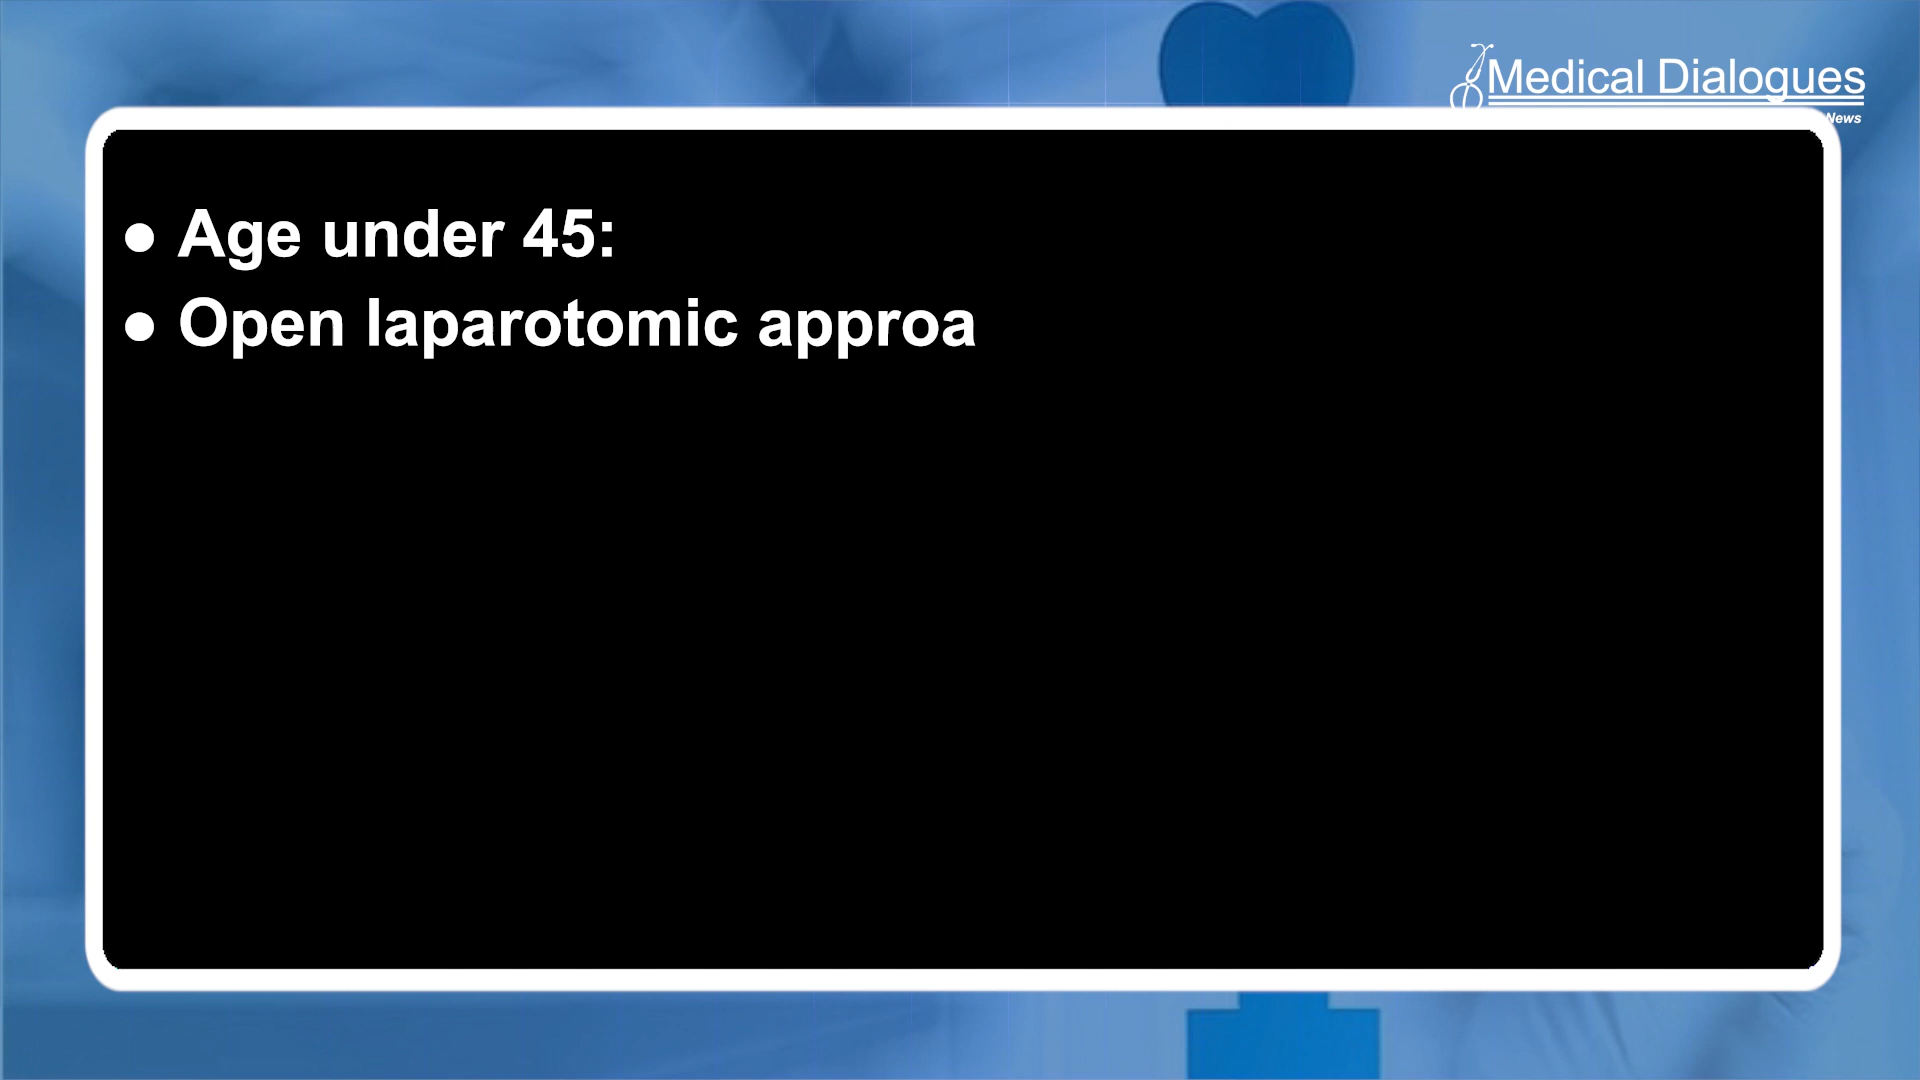 Medical Dialogues
News
● Age under 45:
● Open laparotomic approa